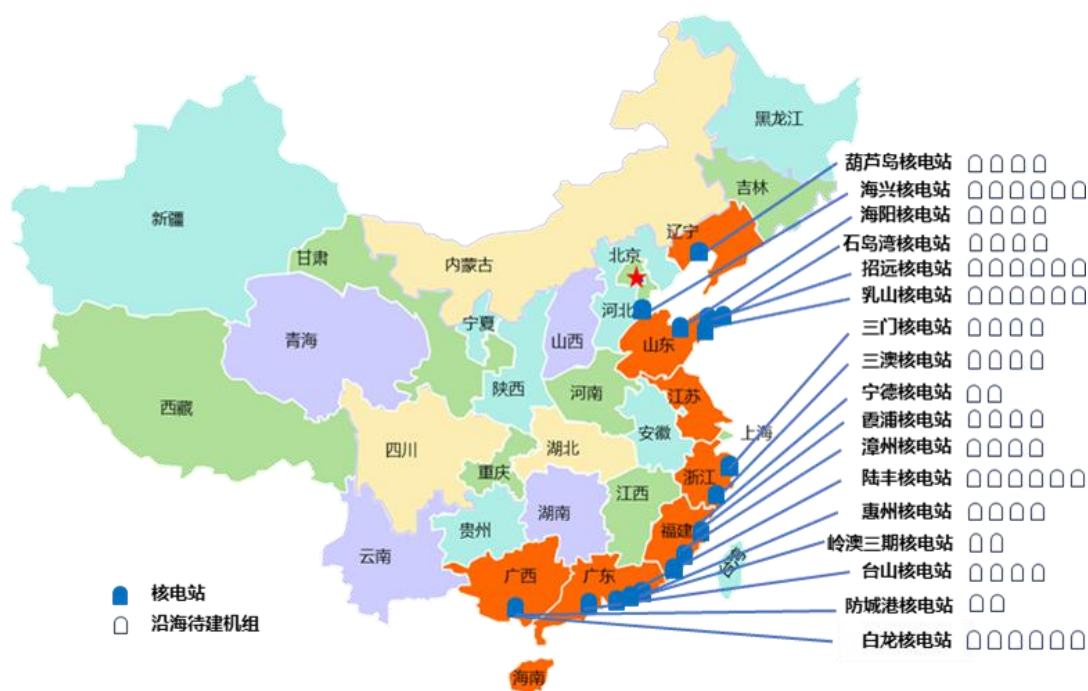 黑龙江
吉林
辽宁
新疆
甘肃
内蒙古
北京
河北
宁夏
山西
山东
青海
陕西
河南
江苏
西藏
安徽
上海
四川
湖北
重庆
浙江
江西
湖南
贵州
福建
云南
台湾
广西
广东
海南
葫芦岛核电站
海兴核电站
海阳核电站
石岛湾核电站
招远核电站
乳山核电站
三门核电站
三澳核电站
宁德核电站
霞浦核电站
漳州核电站
陆丰核电站
惠州核电站
岭澳三期核电站
台山核电站
防城港核电站
白龙核电站
核电站
沿海待建机组